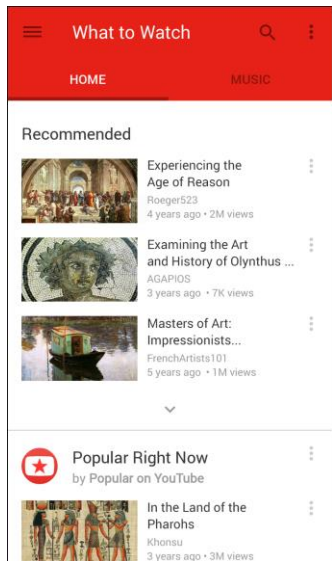 What to Watch
HOME
MUSIC
Recommended
Experiencing the
Age of Reason
Roeger523
4 years ago • 2M views
Examining the Art
and History of Olynthus ...
AGAPIOS
3 years ago • 7K views
Masters of Art:
Impressionists...
FrenchArtists101
5 years ago • 1M views
Popular Right Now
by Popular on YouTube
In the Land of the
Pharohs
Khonsu
3 years ago • 3M views